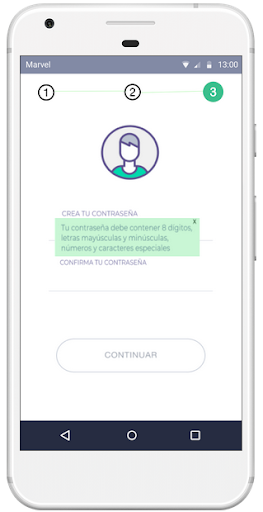 Marvel 13:00
1 2 3
CREA TU CONTRASEÑA
x
Tu contraseña debe contener 8 digitos,
letras mayúsculas y minúsculas,
números y caracteres especiales
CONFIRMA TU CONTRASEÑA
CONTINUAR